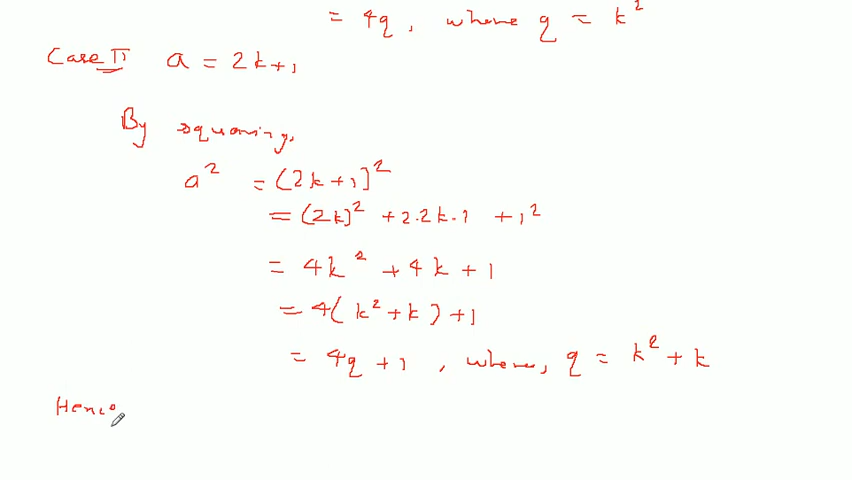 = 4q, where q = k²
Case II a = 2k+1
By squaring,
a² = (2k+1)²
= (2k)² + 2.2k.1 + 1²
= 4k² + 4k + 1
= 4(k²+k) + 1
= 4q + 1, where, q = k² + k
Hence